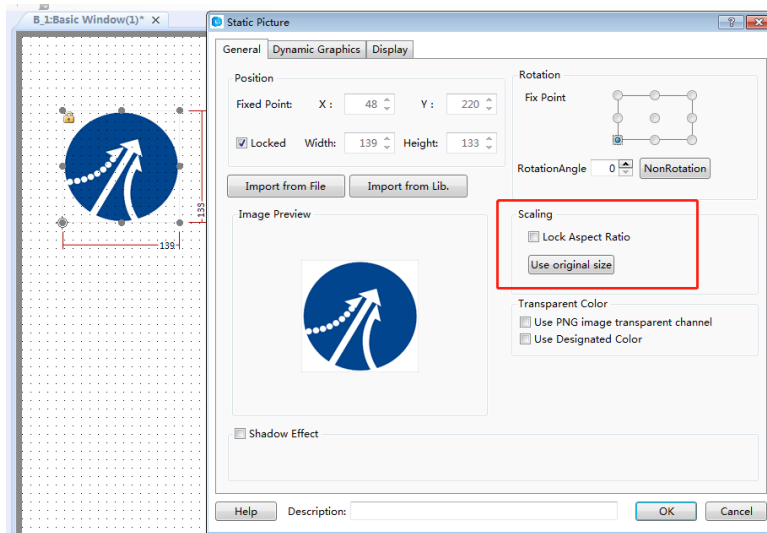 B_1:Basic Window(1)* X
Static Picture
General Dynamic Graphics Display
Position
Fixed Point: X : 48 Y : 220
Locked Width: 139 Height: 133
Import from File Import from Lib.
Image Preview
Rotation
Fix Point
RotationAngle 0 NonRotation
Scaling
Lock Aspect Ratio
Use original size
Transparent Color
Use PNG image transparent channel
Use Designated Color
Shadow Effect
Help Description: OK Cancel
133
139